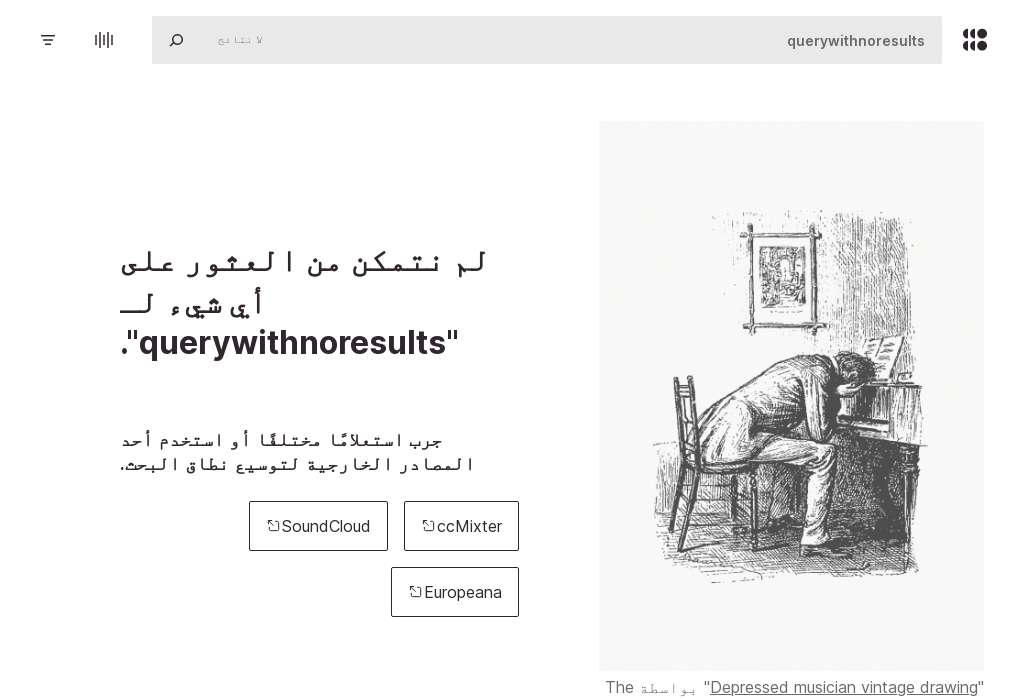 querywithnoresults
لا نتائج
لم نتمكن من العثور على
أي شيء لـ
"querywithnoresults".
جرب استعلامًا مختلفًا أو استخدم أحد
المصادر الخارجية لتوسيع نطاق البحث.
ccMixter
SoundCloud
Europeana
"Depressed musician vintage drawing" بواسطة The